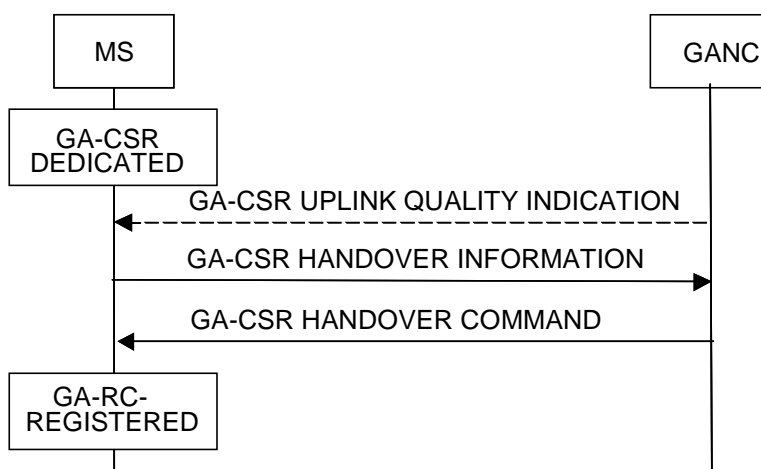 MS
GANC
GA-CSR
DEDICATED
GA-CSR UPLINK QUALITY INDICATION
GA-CSR HANDOVER INFORMATION
GA-CSR HANDOVER COMMAND
GA-RC-
REGISTERED